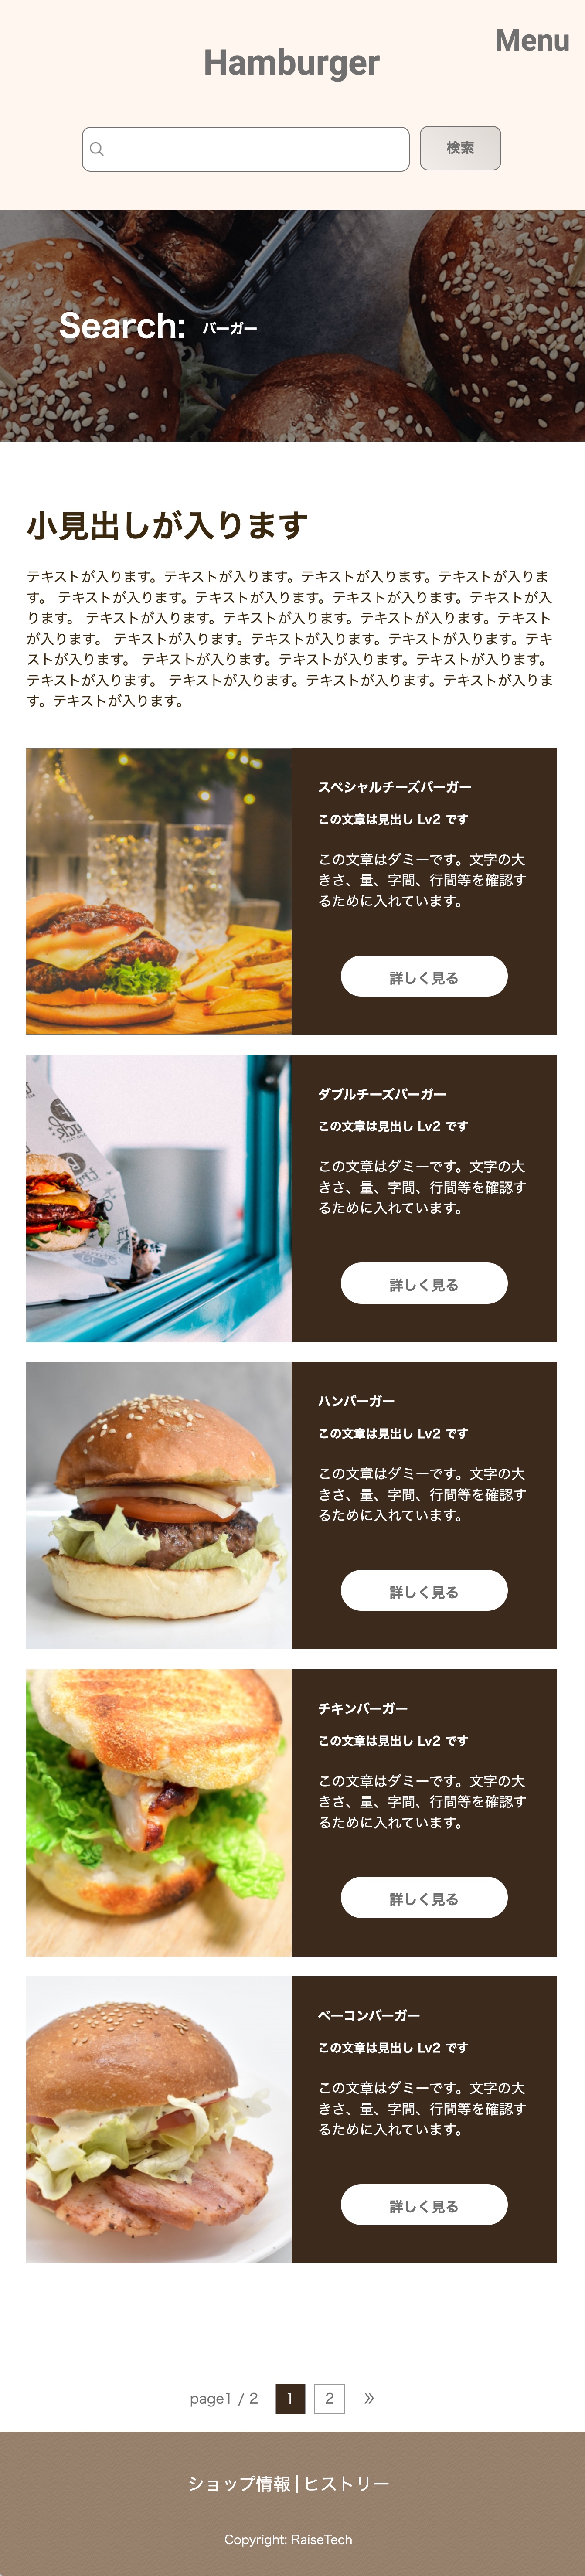 Menu
Hamburger
検索
Search: バーガー
小見出しが入ります
テキストが入ります。テキストが入ります。テキストが入ります。テキストが入りま
す。 テキストが入ります。テキストが入ります。テキストが入ります。テキストが入
ります。 テキストが入ります。テキストが入ります。テキストが入ります。テキスト
が入ります。 テキストが入ります。テキストが入ります。テキストが入ります。テキ
ストが入ります。 テキストが入ります。テキストが入ります。テキストが入ります。
テキストが入ります。 テキストが入ります。テキストが入ります。テキストが入りま
す。テキストが入ります。
スペシャルチーズバーガー
この文章は見出し Lv2 です
この文章はダミーです。文字の大
きさ、量、字間、行間等を確認す
るために入れています。
詳しく見る
ダブルチーズバーガー
この文章は見出し Lv2 です
この文章はダミーです。文字の大
きさ、量、字間、行間等を確認す
るために入れています。
詳しく見る
ハンバーガー
この文章は見出し Lv2 です
この文章はダミーです。文字の大
きさ、量、字間、行間等を確認す
るために入れています。
詳しく見る
チキンバーガー
この文章は見出し Lv2 です
この文章はダミーです。文字の大
きさ、量、字間、行間等を確認す
るために入れています。
詳しく見る
ベーコンバーガー
この文章は見出し Lv2 です
この文章はダミーです。文字の大
きさ、量、字間、行間等を確認す
るために入れています。
詳しく見る
page1 / 2 1 2 »
ショップ情報 | ヒストリー
Copyright: RaiseTech